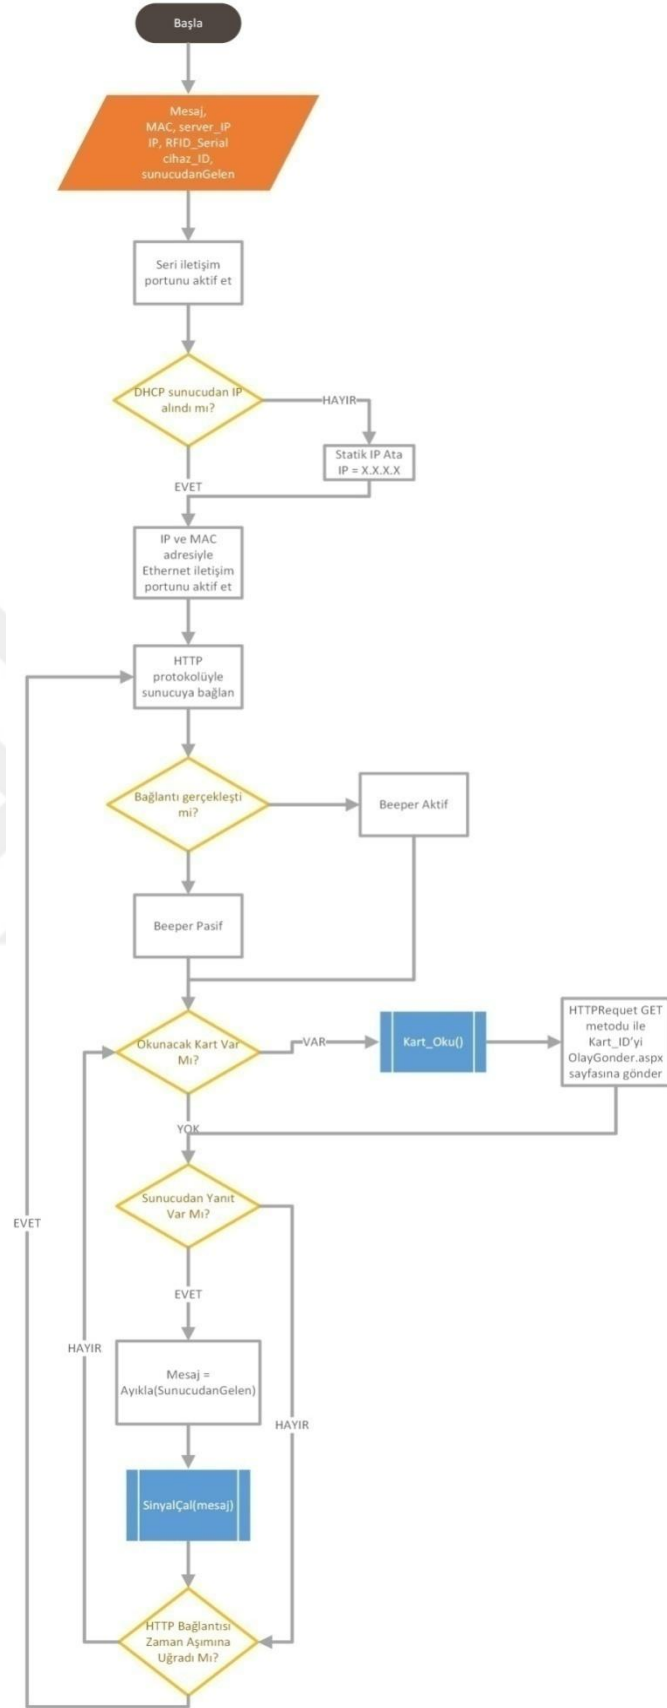 Başla
Mesaj,
MAC, server_IP
IP, RFID_Serial
cihaz_ID,
sunucudanGelen
Seri iletişim
portunu aktif et
DHCP sunucudan IP
alındı mı?
HAYIR
Statik IP Ata
IP = X.X.X.X
EVET
IP ve MAC
adresiyle
Ethernet iletişim
portunu aktif et
HTTP
protokolüyle
sunucuya bağlan
Bağlantı gerçekleşti
mi?
Beeper Aktif
Beeper Pasif
Okunacak Kart Var
Mı?
VAR
Kart_Oku()
HTTPRequet GET
metodu ile
Kart_ID'yi
OlayGonder.aspx
sayfasına gönder
YOK
Sunucudan Yanıt
Var Mı?
EVET
EVET
Mesaj =
Ayıkla(SunucudanGelen)
HAYIR
HAYIR
SinyalÇal(mesaj)
HTTP Bağlantısı
Zaman Aşımına
Uğradı Mı?